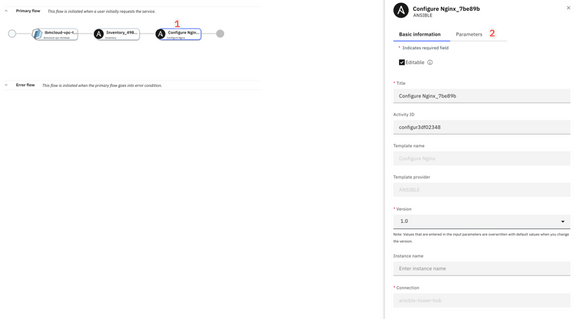 Primary flow This flow is initiated when a user initially requests the service.
1
ibmcloud-vpc-f...
Inventory_498...
Configure Ngin...
Error flow This flow is initiated when the primary flow goes into error condition.
Configure Nginx_7be89b
ANSIBLE
Basic information
Parameters
2
* Indicates required field
Editable
* Title
Configure Nginx_7be89b
Activity ID
configur3df02348
Template name
Configure Nginx
Template provider
ANSIBLE
* Version
1.0
Note: Values that are entered in the input parameters are overwritten with default values when you change
the version.
Instance name
Enter instance name
* Connection